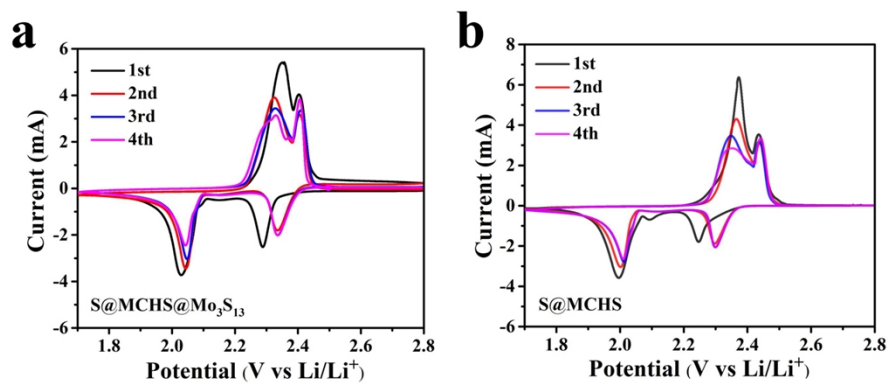 a
6
4
2
0
-2
-4
-6
Current (mA)
1st
2nd
3rd
4th
S@MCHS@Mo₃S₁₃
1.8 2.0 2.2 2.4 2.6 2.8
Potential (V vs Li/Li⁺)
b
8
6
4
2
0
-2
-4
-6
Current (mA)
1st
2nd
3rd
4th
S@MCHS
1.8 2.0 2.2 2.4 2.6 2.8
Potential (V vs Li/Li⁺)